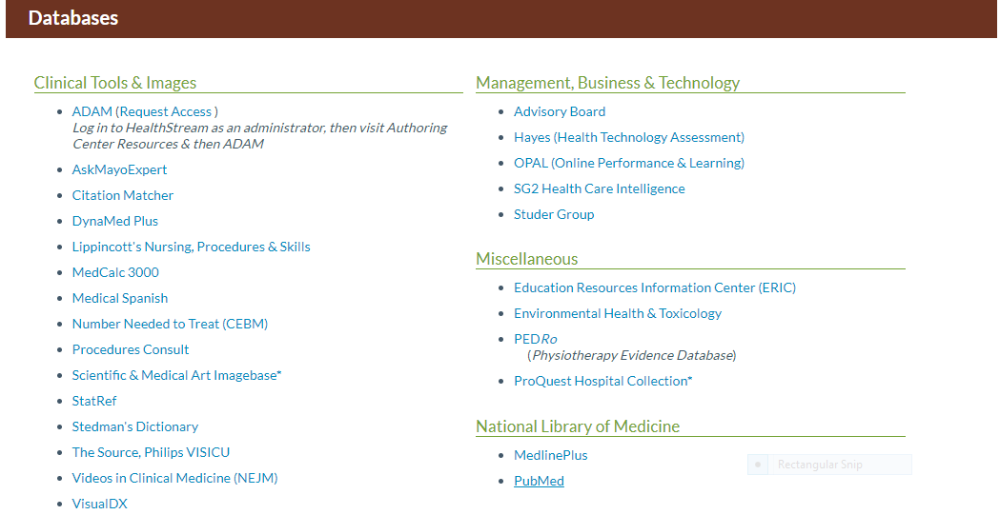 Databases
Clinical Tools & Images
ADAM (Request Access )
Log in to HealthStream as an administrator, then visit Authoring
Center Resources & then ADAM
AskMayoExpert
Citation Matcher
DynaMed Plus
Lippincott's Nursing, Procedures & Skills
MedCalc 3000
Medical Spanish
Number Needed to Treat (CEBM)
Procedures Consult
Scientific & Medical Art Imagebase*
StatRef
Stedman's Dictionary
The Source, Philips VISICU
Videos in Clinical Medicine (NEJM)
VisualDX
Management, Business & Technology
Advisory Board
Hayes (Health Technology Assessment)
OPAL (Online Performance & Learning)
SG2 Health Care Intelligence
Studer Group
Miscellaneous
Education Resources Information Center (ERIC)
Environmental Health & Toxicology
PEDRo
(Physiotherapy Evidence Database)
ProQuest Hospital Collection*
National Library of Medicine
MedlinePlus
PubMed
Rectangular Snip